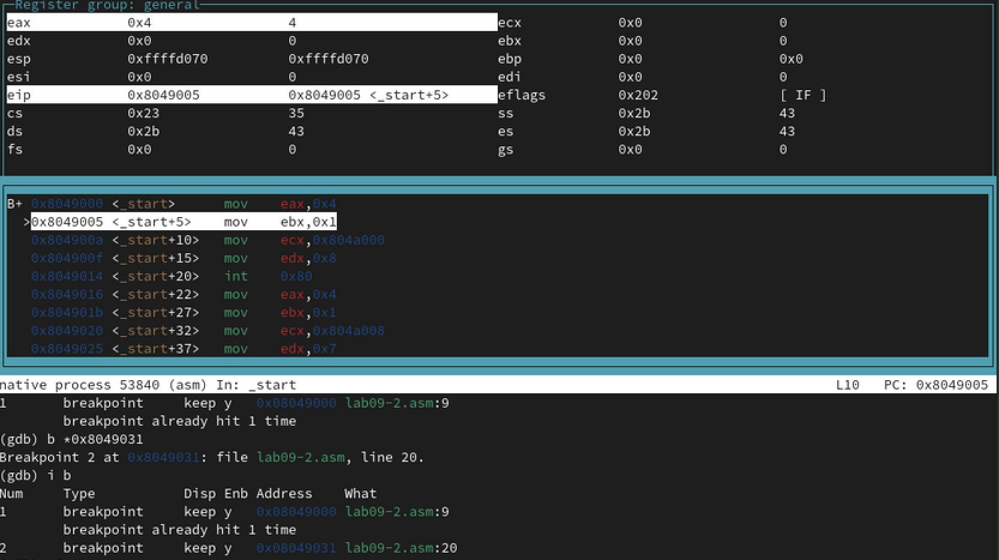 Register group: general
eax 0x4 4 ecx 0x0 0
edx 0x0 0 ebx 0x0 0
esp 0xffffd070 0xffffd070 ebp 0x0 0x0
esi 0x0 0 edi 0x0 0
eip 0x8049005 0x8049005 <_start+5> eflags 0x202 [ IF ]
cs 0x23 35 ss 0x2b 43
ds 0x2b 43 es 0x2b 43
fs 0x0 0 gs 0x0 0
B+ 0x8049000 <_start> mov eax,0x4
>0x8049005 <_start+5> mov ebx,0x1
0x804900a <_start+10> mov ecx,0x804a000
0x804900f <_start+15> mov edx,0x8
0x8049014 <_start+20> int 0x80
0x8049016 <_start+22> mov eax,0x4
0x804901b <_start+27> mov ebx,0x1
0x8049020 <_start+32> mov ecx,0x804a008
0x8049025 <_start+37> mov edx,0x7
native process 53840 (asm) In: _start L10 PC: 0x8049005
1 breakpoint keep y 0x08049000 lab09-2.asm:9
breakpoint already hit 1 time
(gdb) b *0x8049031
Breakpoint 2 at 0x8049031: file lab09-2.asm, line 20.
(gdb) i b
Num Type Disp Enb Address What
1 breakpoint keep y 0x08049000 lab09-2.asm:9
breakpoint already hit 1 time
2 breakpoint keep y 0x08049031 lab09-2.asm:20